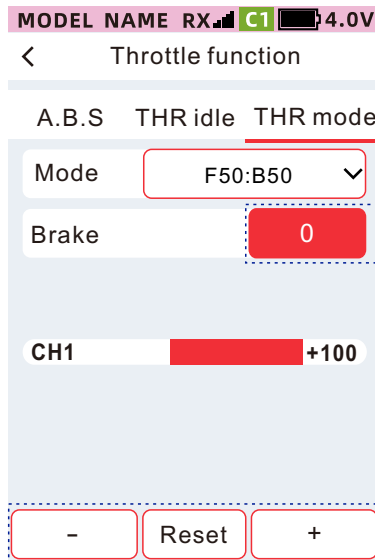 MODEL NAME RX C1 4.0V
< Throttle function
A.B.S THR idle THR mode
Mode F50:B50
Brake 0
CH1 +100
- Reset +